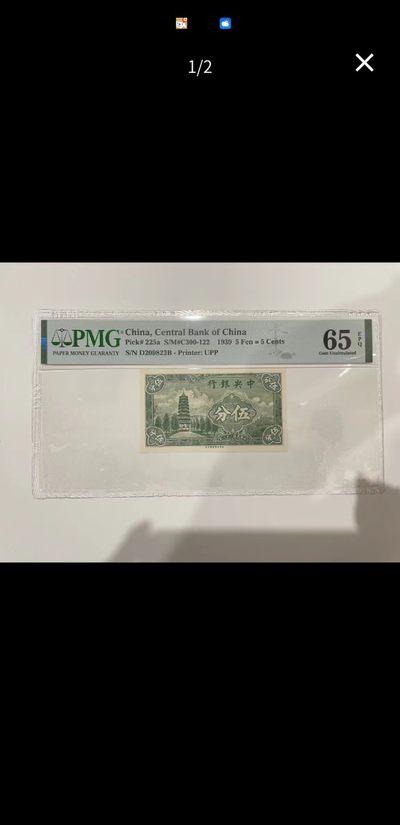 1/2
PMG
PAPER MONEY GUARANTY
China, Central Bank of China
Pick# 225a S/M#C300-122 1939 5 Fen = 5 Cents
S/N D209823B - Printer: UPP
65 EPQ
Gem Uncirculated
行銀央中
分伍